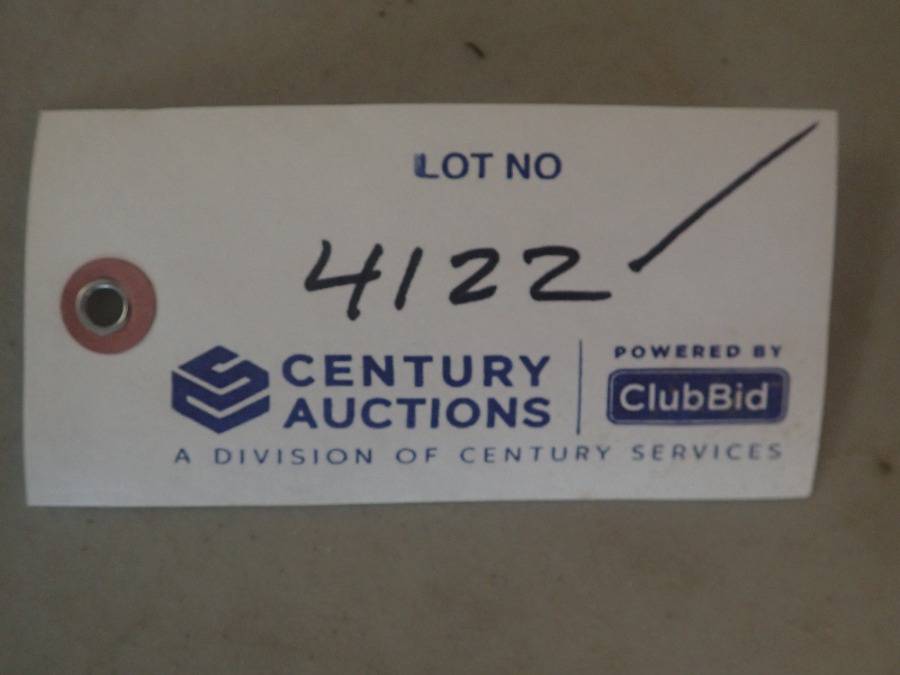 LOT NO
4122
CENTURY
AUCTIONS
POWERED BY
ClubBid
A DIVISION OF CENTURY SERVICES